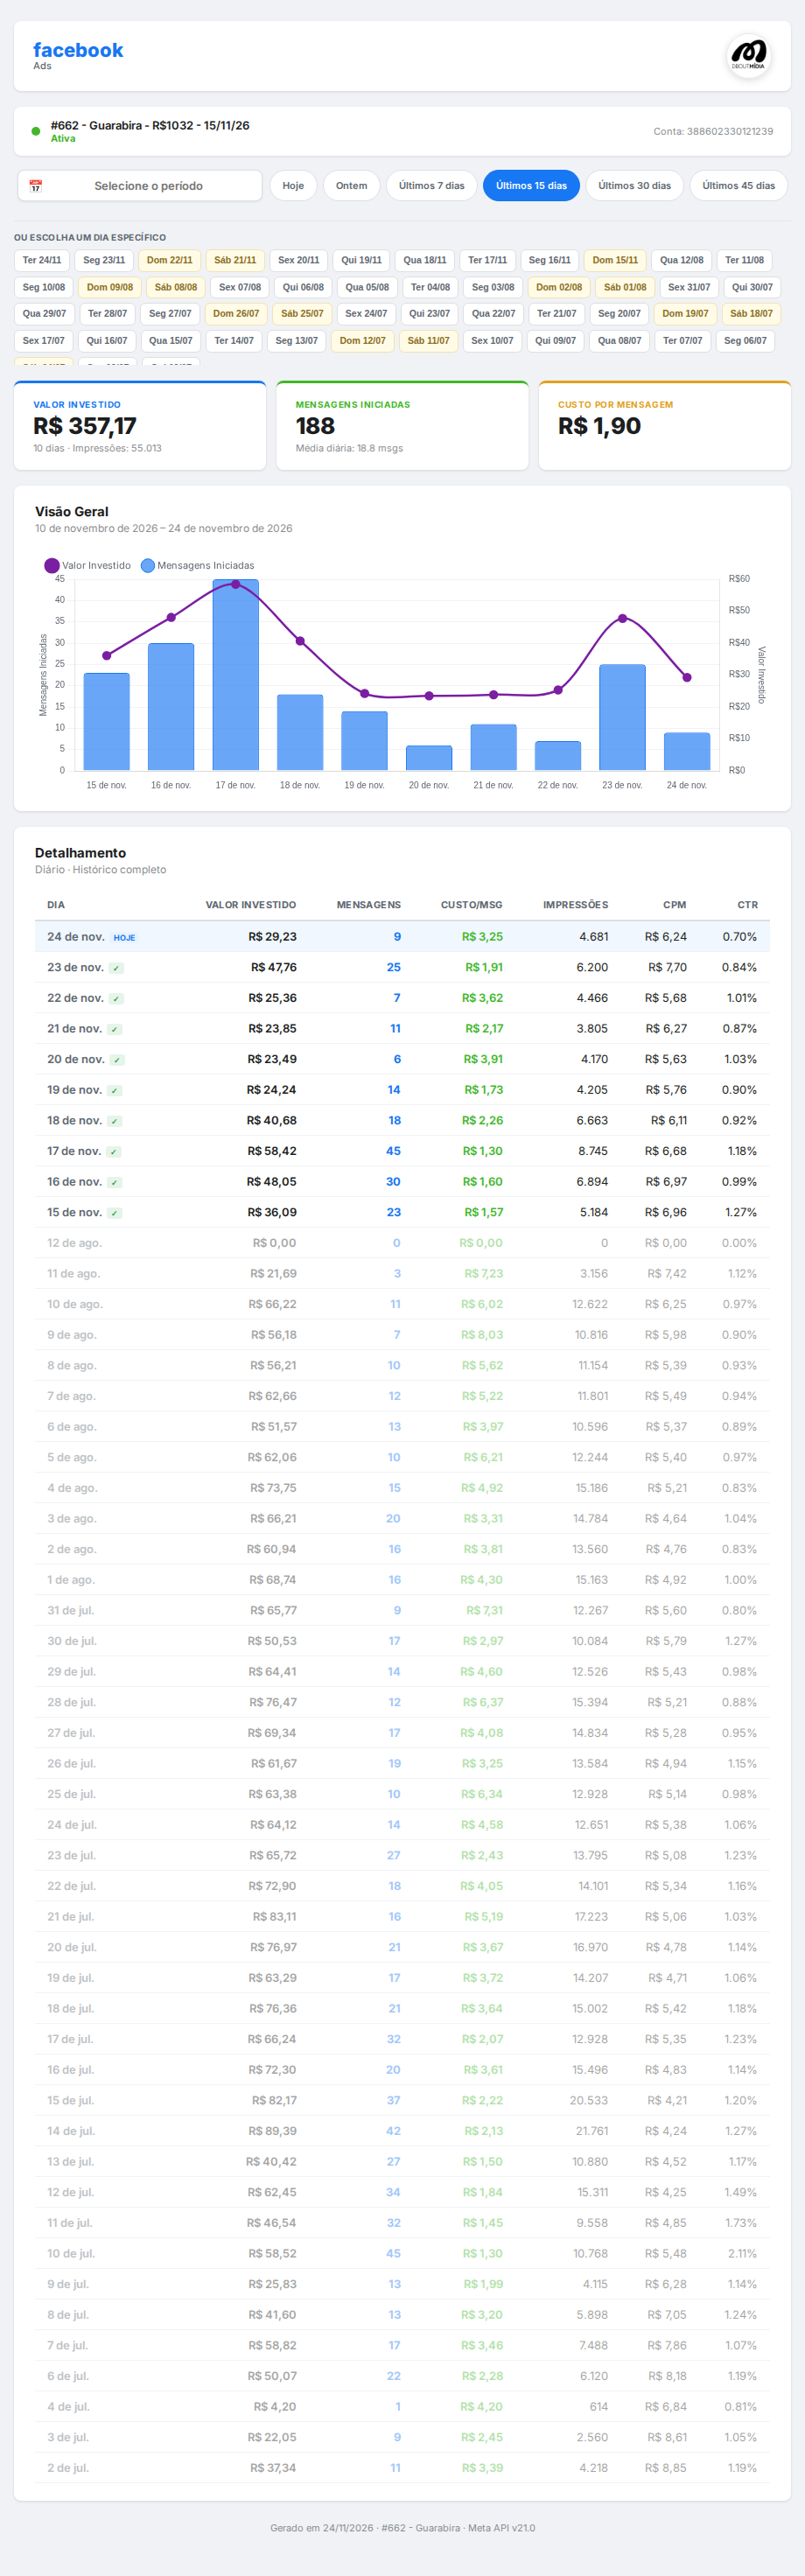 facebook
Ads
DBOUTMÍDIA
#662 - Guarabira - R$1032 - 15/11/26
Ativa
Conta: 388602330121239
📅 Selecione o período Hoje Ontem Últimos 7 dias Últimos 15 dias Últimos 30 dias Últimos 45 dias
OU ESCOLHA UM DIA ESPECÍFICO
Ter 24/11 Seg 23/11 Dom 22/11 Sáb 21/11 Sex 20/11 Qui 19/11 Qua 18/11 Ter 17/11 Seg 16/11 Dom 15/11 Qua 12/08 Ter 11/08
Seg 10/08 Dom 09/08 Sáb 08/08 Sex 07/08 Qui 06/08 Qua 05/08 Ter 04/08 Seg 03/08 Dom 02/08 Sáb 01/08 Sex 31/07 Qui 30/07
Qua 29/07 Ter 28/07 Seg 27/07 Dom 26/07 Sáb 25/07 Sex 24/07 Qui 23/07 Qua 22/07 Ter 21/07 Seg 20/07 Dom 19/07 Sáb 18/07
Sex 17/07 Qui 16/07 Qua 15/07 Ter 14/07 Seg 13/07 Dom 12/07 Sáb 11/07 Sex 10/07 Qui 09/07 Qua 08/07 Ter 07/07 Seg 06/07
VALOR INVESTIDO
R$ 357,17
10 dias · Impressões: 55.013
MENSAGENS INICIADAS
188
Média diária: 18.8 msgs
CUSTO POR MENSAGEM
R$ 1,90
Visão Geral
10 de novembro de 2026 – 24 de novembro de 2026
Valor Investido Mensagens Iniciadas
Mensagens Iniciadas
45
40
35
30
25
20
15
10
5
0
R$60
R$50
R$40
R$30
R$20
R$10
R$0
Valor Investido
15 de nov. 16 de nov. 17 de nov. 18 de nov. 19 de nov. 20 de nov. 21 de nov. 22 de nov. 23 de nov. 24 de nov.
Detalhamento
Diário · Histórico completo
DIA VALOR INVESTIDO MENSAGENS CUSTO/MSG IMPRESSÕES CPM CTR
24 de nov. HOJE R$ 29,23 9 R$ 3,25 4.681 R$ 6,24 0.70%
23 de nov. ✓ R$ 47,76 25 R$ 1,91 6.200 R$ 7,70 0.84%
22 de nov. ✓ R$ 25,36 7 R$ 3,62 4.466 R$ 5,68 1.01%
21 de nov. ✓ R$ 23,85 11 R$ 2,17 3.805 R$ 6,27 0.87%
20 de nov. ✓ R$ 23,49 6 R$ 3,91 4.170 R$ 5,63 1.03%
19 de nov. ✓ R$ 24,24 14 R$ 1,73 4.205 R$ 5,76 0.90%
18 de nov. ✓ R$ 40,68 18 R$ 2,26 6.663 R$ 6,11 0.92%
17 de nov. ✓ R$ 58,42 45 R$ 1,30 8.745 R$ 6,68 1.18%
16 de nov. ✓ R$ 48,05 30 R$ 1,60 6.894 R$ 6,97 0.99%
15 de nov. ✓ R$ 36,09 23 R$ 1,57 5.184 R$ 6,96 1.27%
12 de ago. R$ 0,00 0 R$ 0,00 0 R$ 0,00 0.00%
11 de ago. R$ 21,69 3 R$ 7,23 3.156 R$ 7,42 1.12%
10 de ago. R$ 66,22 11 R$ 6,02 12.622 R$ 6,25 0.97%
9 de ago. R$ 56,18 7 R$ 8,03 10.816 R$ 5,98 0.90%
8 de ago. R$ 56,21 10 R$ 5,62 11.154 R$ 5,39 0.93%
7 de ago. R$ 62,66 12 R$ 5,22 11.801 R$ 5,49 0.94%
6 de ago. R$ 51,57 13 R$ 3,97 10.596 R$ 5,37 0.89%
5 de ago. R$ 62,06 10 R$ 6,21 12.244 R$ 5,40 0.97%
4 de ago. R$ 73,75 15 R$ 4,92 15.186 R$ 5,21 0.83%
3 de ago. R$ 66,21 20 R$ 3,31 14.784 R$ 4,64 1.04%
2 de ago. R$ 60,94 16 R$ 3,81 13.560 R$ 4,76 0.83%
1 de ago. R$ 68,74 16 R$ 4,30 15.163 R$ 4,92 1.00%
31 de jul. R$ 65,77 9 R$ 7,31 12.267 R$ 5,60 0.80%
30 de jul. R$ 50,53 17 R$ 2,97 10.084 R$ 5,79 1.27%
29 de jul. R$ 64,41 14 R$ 4,60 12.526 R$ 5,43 0.98%
28 de jul. R$ 76,47 12 R$ 6,37 15.394 R$ 5,21 0.88%
27 de jul. R$ 69,34 17 R$ 4,08 14.834 R$ 5,28 0.95%
26 de jul. R$ 61,67 19 R$ 3,25 13.584 R$ 4,94 1.15%
25 de jul. R$ 63,38 10 R$ 6,34 12.928 R$ 5,14 0.98%
24 de jul. R$ 64,12 14 R$ 4,58 12.651 R$ 5,38 1.06%
23 de jul. R$ 65,72 27 R$ 2,43 13.795 R$ 5,08 1.23%
22 de jul. R$ 72,90 18 R$ 4,05 14.101 R$ 5,34 1.16%
21 de jul. R$ 83,11 16 R$ 5,19 17.223 R$ 5,06 1.03%
20 de jul. R$ 76,97 21 R$ 3,67 16.970 R$ 4,78 1.14%
19 de jul. R$ 63,29 17 R$ 3,72 14.207 R$ 4,71 1.06%
18 de jul. R$ 76,36 21 R$ 3,64 15.002 R$ 5,42 1.18%
17 de jul. R$ 66,24 32 R$ 2,07 12.928 R$ 5,35 1.23%
16 de jul. R$ 72,30 20 R$ 3,61 15.496 R$ 4,83 1.14%
15 de jul. R$ 82,17 37 R$ 2,22 20.533 R$ 4,21 1.20%
14 de jul. R$ 89,39 42 R$ 2,13 21.761 R$ 4,24 1.27%
13 de jul. R$ 40,42 27 R$ 1,50 10.880 R$ 4,52 1.17%
12 de jul. R$ 62,45 34 R$ 1,84 15.311 R$ 4,25 1.49%
11 de jul. R$ 46,54 32 R$ 1,45 9.558 R$ 4,85 1.73%
10 de jul. R$ 58,52 45 R$ 1,30 10.768 R$ 5,48 2.11%
9 de jul. R$ 25,83 13 R$ 1,99 4.115 R$ 6,28 1.14%
8 de jul. R$ 41,60 13 R$ 3,20 5.898 R$ 7,05 1.24%
7 de jul. R$ 58,82 17 R$ 3,46 7.488 R$ 7,86 1.07%
6 de jul. R$ 50,07 22 R$ 2,28 6.120 R$ 8,18 1.19%
4 de jul. R$ 4,20 1 R$ 4,20 614 R$ 6,84 0.81%
3 de jul. R$ 22,05 9 R$ 2,45 2.560 R$ 8,61 1.05%
2 de jul. R$ 37,34 11 R$ 3,39 4.218 R$ 8,85 1.19%
Gerado em 24/11/2026 · #662 - Guarabira · Meta API v21.0